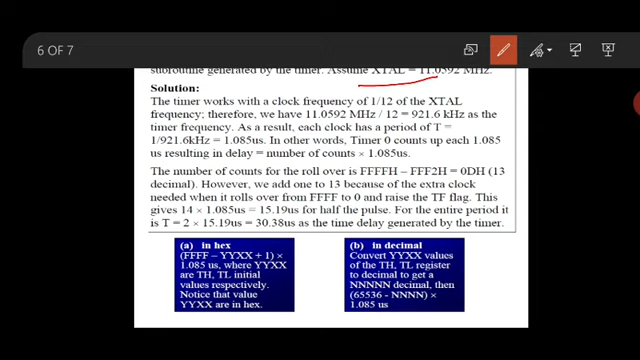 6 OF 7
subroutine generated by the timer. Assume XTAL = 11.0592 MHz.
Solution:
The timer works with a clock frequency of 1/12 of the XTAL
frequency; therefore, we have 11.0592 MHz / 12 = 921.6 kHz as the
timer frequency. As a result, each clock has a period of T =
1/921.6kHz = 1.085us. In other words, Timer 0 counts up each 1.085
us resulting in delay = number of counts × 1.085us.
The number of counts for the roll over is FFFFH – FFF2H = 0DH (13
decimal). However, we add one to 13 because of the extra clock
needed when it rolls over from FFFF to 0 and raise the TF flag. This
gives 14 × 1.085us = 15.19us for half the pulse. For the entire period it
is T = 2 × 15.19us = 30.38us as the time delay generated by the timer.
(a) in hex
(FFFF – YYXX + 1) ×
1.085 us, where YYXX
are TH, TL initial
values respectively.
Notice that value
YYXX are in hex.
(b) in decimal
Convert YYXX values
of the TH, TL register
to decimal to get a
NNNNN decimal, then
(65536 - NNNN) ×
1.085 us